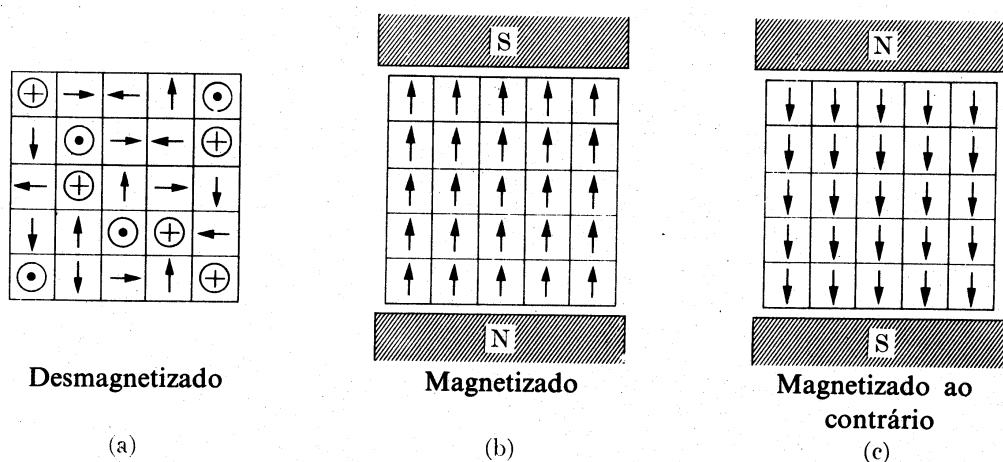 S
N
Desmagnetizado
(a)
N
Magnetizado
(b)
S
Magnetizado ao
contrário
(c)